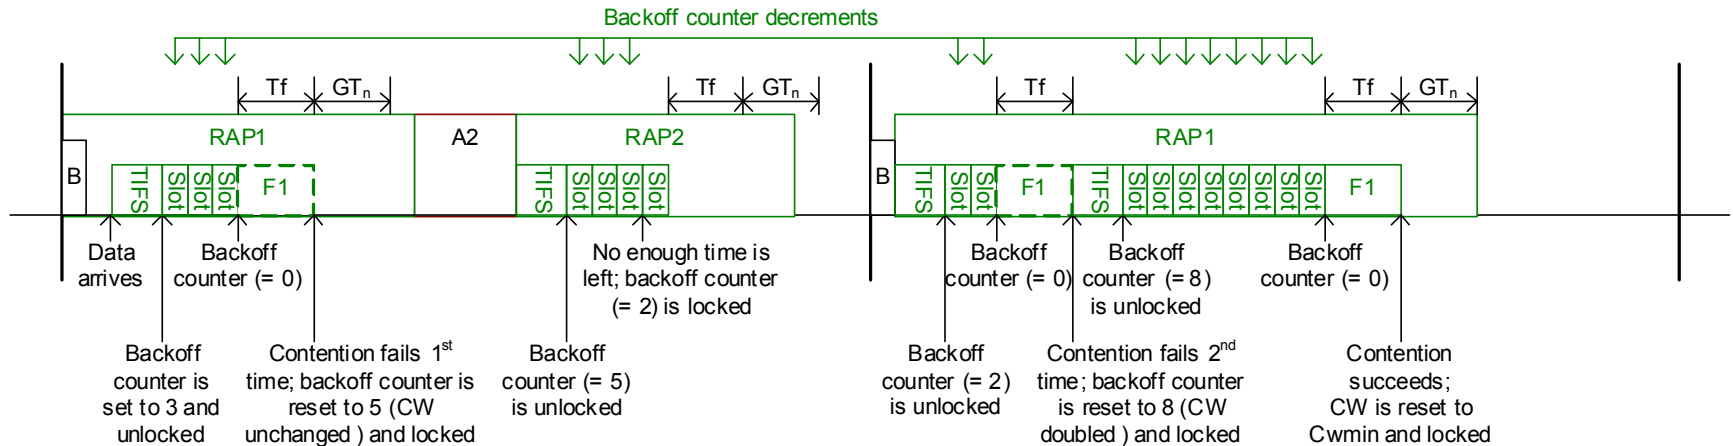 Backoff counter decrements
Tf
GTn
Tf
GTn
Tf
Tf
GTn
RAP1
A2
RAP2
RAP1
B
TIFS
Slot
Slot
Slot
F1
TIFS
Slot
Slot
Slot
Slot
B
TIFS
Slot
Slot
F1
TIFS
Slot
Slot
Slot
Slot
Slot
Slot
Slot
Slot
F1
Data
arrives
Backoff
counter (= 0)
No enough time is
left; backoff counter
(= 2) is locked
Backoff
counter (= 0)
Backoff
counter (= 8)
is unlocked
Backoff
counter (= 0)
Backoff
counter is
set to 3 and
unlocked
Contention fails 1st
time; backoff counter is
reset to 5 (CW
unchanged ) and locked
Backoff
counter (= 5)
is unlocked
Backoff
counter (= 2)
is unlocked
Contention fails 2nd
time; backoff counter
is reset to 8 (CW
doubled ) and locked
Contention
succeeds;
CW is reset to
Cwmin and locked